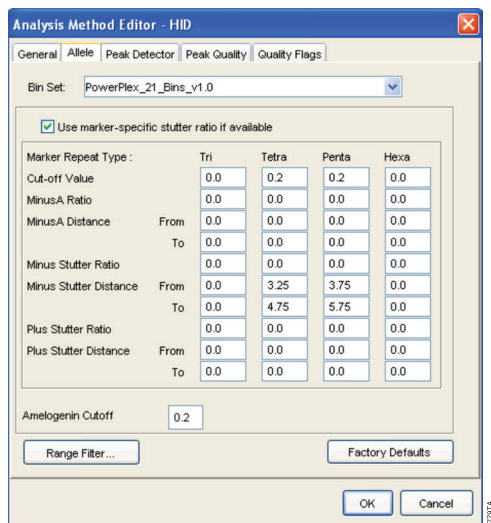 Analysis Method Editor - HID
General Allele Peak Detector Peak Quality Quality Flags
Bin Set: PowerPlex_21_Bins_v1.0
Use marker-specific stutter ratio if available
Marker Repeat Type : Tri Tetra Penta Hexa
Cut-off Value 0.0 0.2 0.2 0.0
MinusA Ratio 0.0 0.0 0.0 0.0
MinusA Distance From 0.0 0.0 0.0 0.0
To 0.0 0.0 0.0 0.0
Minus Stutter Ratio 0.0 0.0 0.0 0.0
Minus Stutter Distance From 0.0 3.25 3.75 0.0
To 0.0 4.75 5.75 0.0
Plus Stutter Ratio 0.0 0.0 0.0 0.0
Plus Stutter Distance From 0.0 0.0 0.0 0.0
To 0.0 0.0 0.0 0.0
Amelogenin Cutoff 0.2
Range Filter... Factory Defaults
OK Cancel